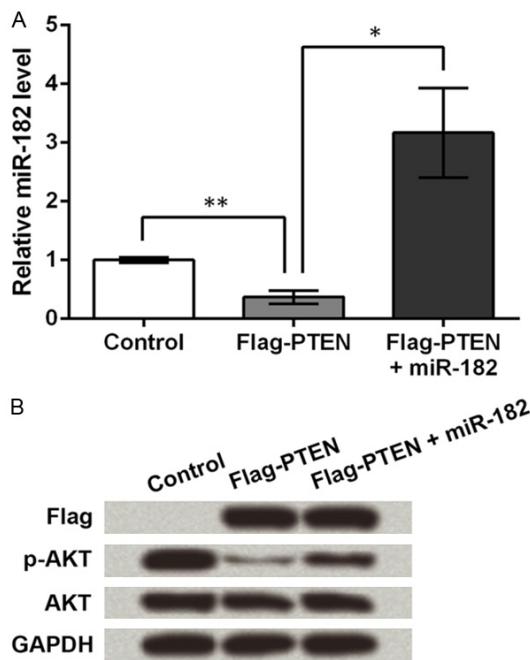 A
Relative miR-182 level
5
4
3
2
1
0
**
*
Control
Flag-PTEN
Flag-PTEN
+ miR-182
B
Control
Flag-PTEN
Flag-PTEN + miR-182
Flag
p-AKT
AKT
GAPDH